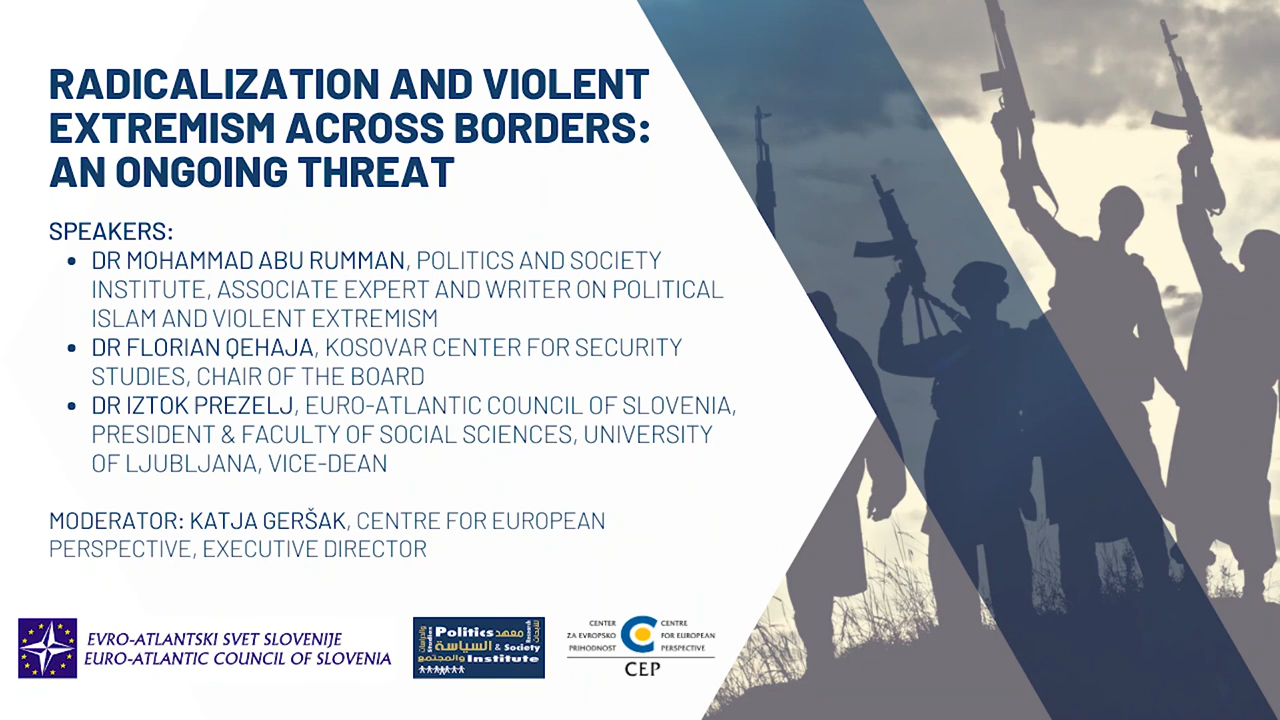 RADICALIZATION AND VIOLENT
EXTREMISM ACROSS BORDERS:
AN ONGOING THREAT
SPEAKERS:
• DR MOHAMMAD ABU RUMMAN, POLITICS AND SOCIETY
INSTITUTE, ASSOCIATE EXPERT AND WRITER ON POLITICAL
ISLAM AND VIOLENT EXTREMISM
• DR FLORIAN QEHAJA, KOSOVAR CENTER FOR SECURITY
STUDIES, CHAIR OF THE BOARD
• DR IZTOK PREZELJ, EURO-ATLANTIC COUNCIL OF SLOVENIA,
PRESIDENT & FACULTY OF SOCIAL SCIENCES, UNIVERSITY
OF LJUBLJANA, VICE-DEAN
MODERATOR: KATJA GERŠAK, CENTRE FOR EUROPEAN
PERSPECTIVE, EXECUTIVE DIRECTOR
EVRO-ATLANTSKI SVET SLOVENIJE
EURO-ATLANTIC COUNCIL OF SLOVENIA
Politics معهد
السياسة & Society
والمجتمع Institute
Studies والدراسات
Research للأبحاث
CENTER
ZA EVROPSKO
PRIHODNOST
CENTRE
FOR EUROPEAN
PERSPECTIVE
CEP